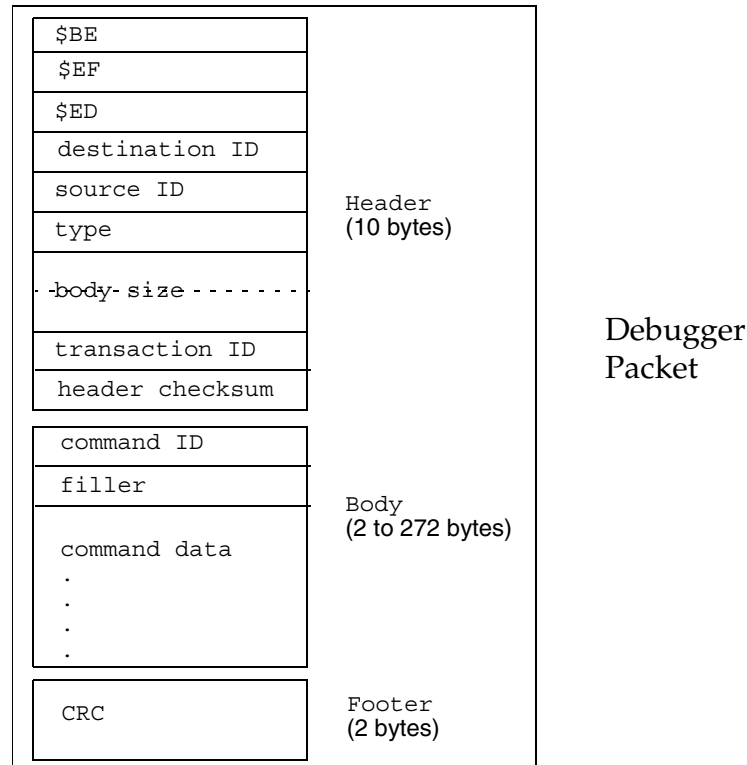 $BE
$EF
$ED
destination ID
source ID
type
body size
transaction ID
header checksum
Header
(10 bytes)
command ID
filler
command data
.
.
.
.
Body
(2 to 272 bytes)
CRC
Footer
(2 bytes)
Debugger
Packet